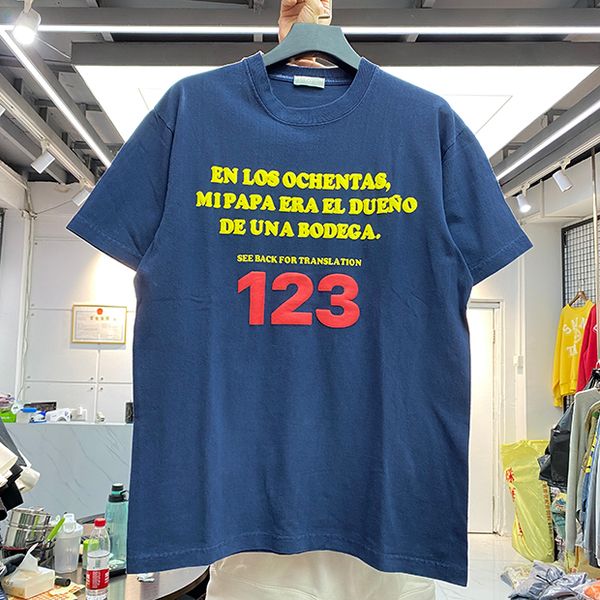 EN LOS OCHENTAS,
MI PAPA ERA EL DUEÑO
DE UNA BODEGA.
SEE BACK FOR TRANSLATION
123